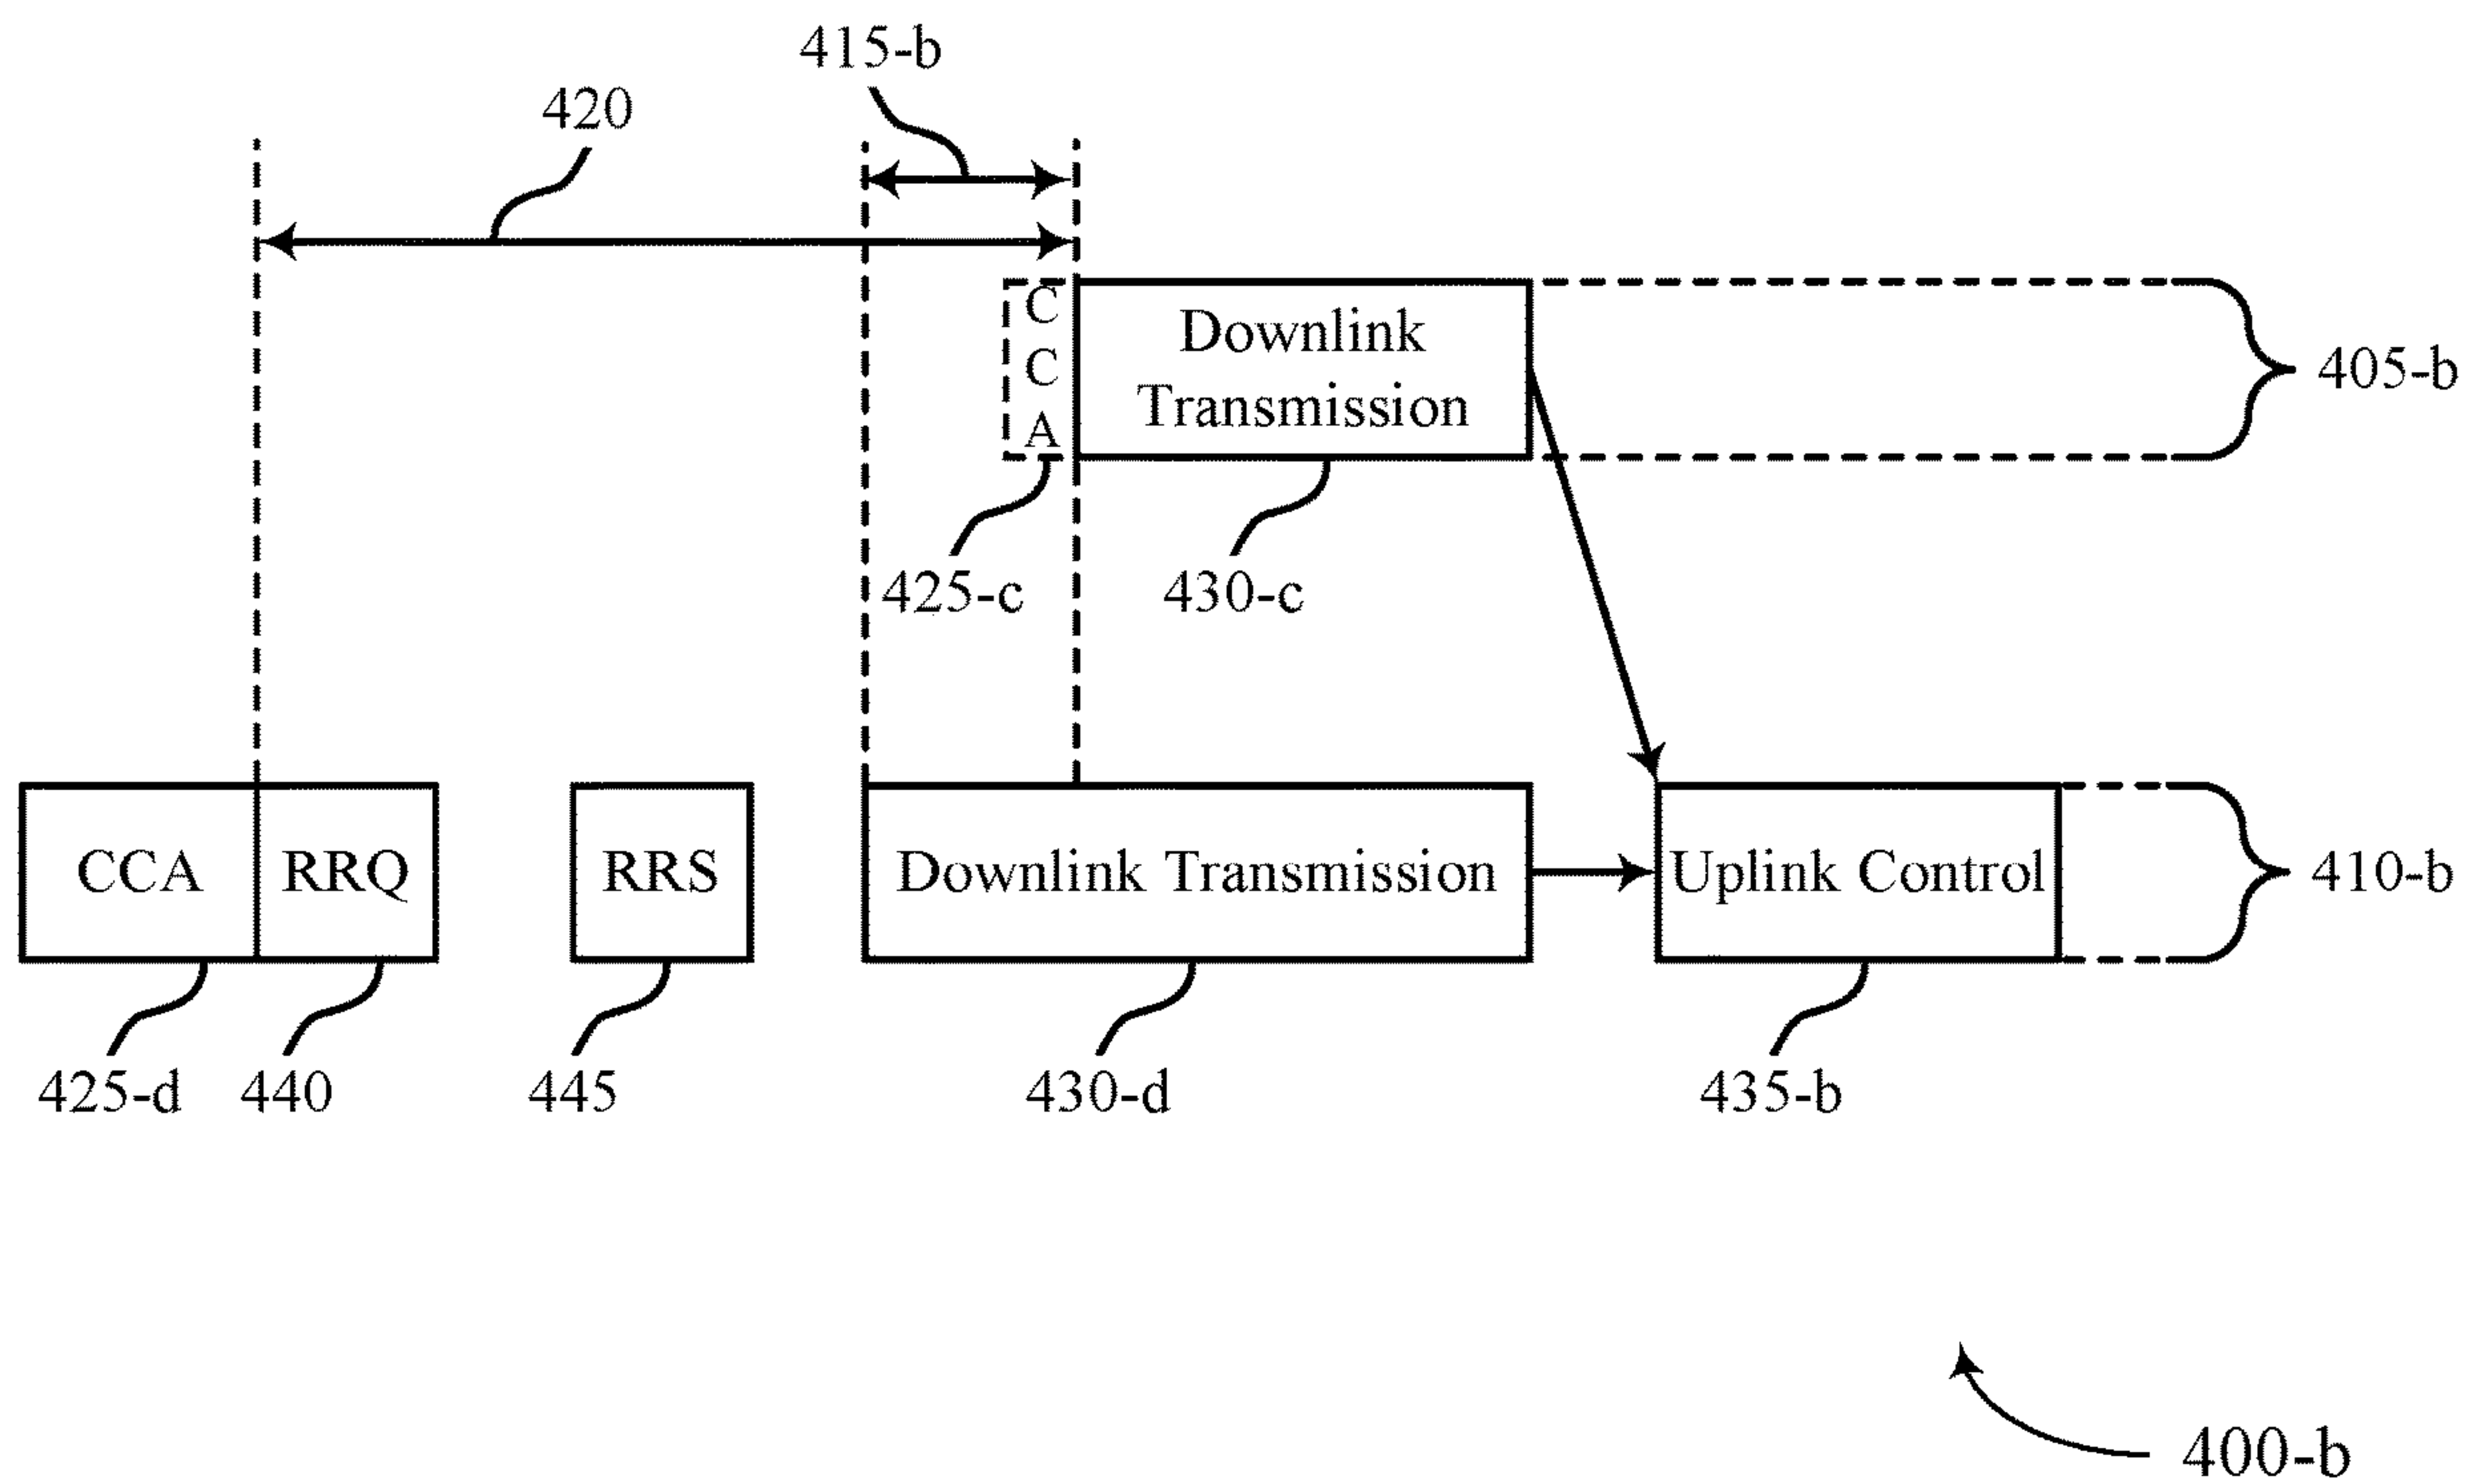 415-b
420
C
C
A
Downlink
Transmission
405-b
425-c
430-c
CCA
RRQ
RRS
Downlink Transmission
Uplink Control
410-b
425-d
440
445
430-d
435-b
400-b